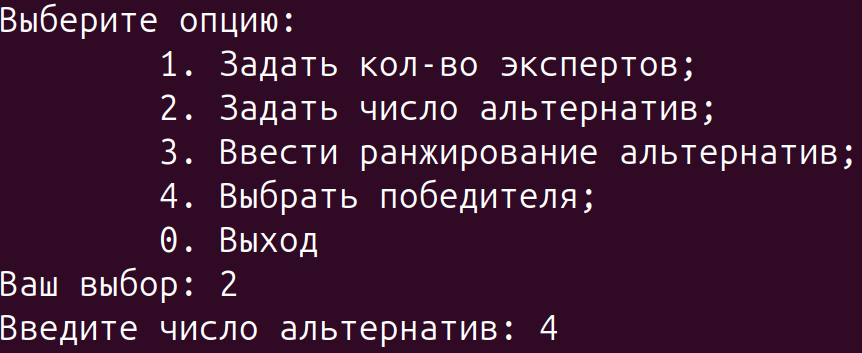 Выберите опцию:
1. Задать кол-во экспертов;
2. Задать число альтернатив;
3. Ввести ранжирование альтернатив;
4. Выбрать победителя;
0. Выход
Ваш выбор: 2
Введите число альтернатив: 4